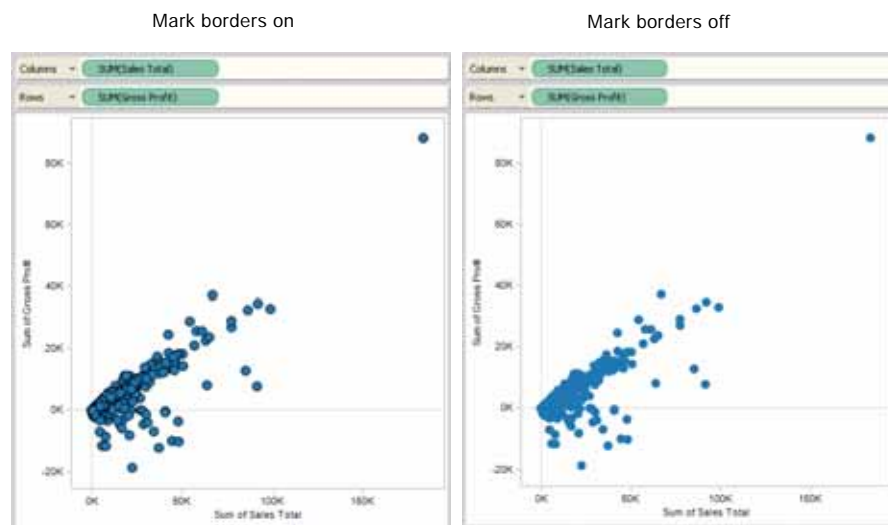 Mark borders on
Mark borders off
Columns
SUM(Sales Total)
Rows
SUM(Gross Profit)
80K
60K
40K
20K
0K
-20K
Sum of Gross Profit
0K
50K
100K
150K
Sum of Sales Total
Columns
SUM(Sales Total)
Rows
SUM(Gross Profit)
80K
60K
40K
20K
0K
-20K
Sum of Gross Profit
0K
50K
100K
150K
Sum of Sales Total